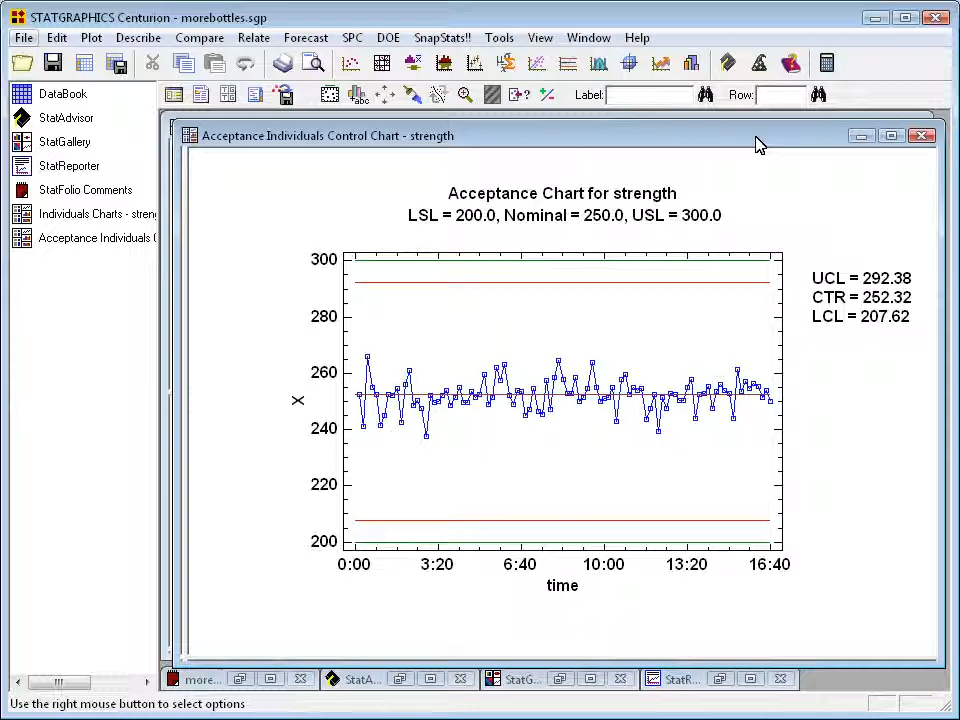 STATGRAPHICS Centurion - morebottles.sgp
File Edit Plot Describe Compare Relate Forecast SPC DOE SnapStats!! Tools View Window Help
Label: Row:
DataBook
StatAdvisor
StatGallery
StatReporter
StatFolio Comments
Individuals Charts - stren
Acceptance Individuals
Acceptance Individuals Control Chart - strength
Acceptance Chart for strength
LSL = 200.0, Nominal = 250.0, USL = 300.0
UCL = 292.38
CTR = 252.32
LCL = 207.62
300
280
260
240
220
200
X
0:00 3:20 6:40 10:00 13:20 16:40
time
more... StatA... StatG... StatR...
Use the right mouse button to select options